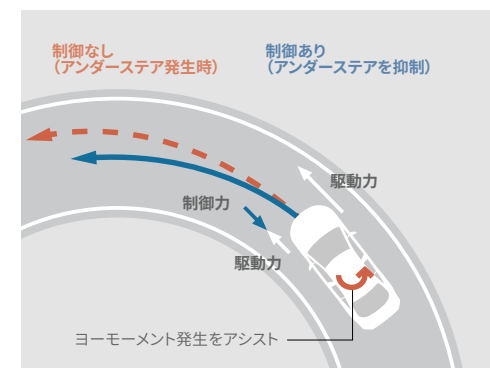 制御なし
（アンダーステア発生時）
制御あり
（アンダーステアを抑制）
駆動力
制御力
駆動力
ヨーモーメント発生をアシスト